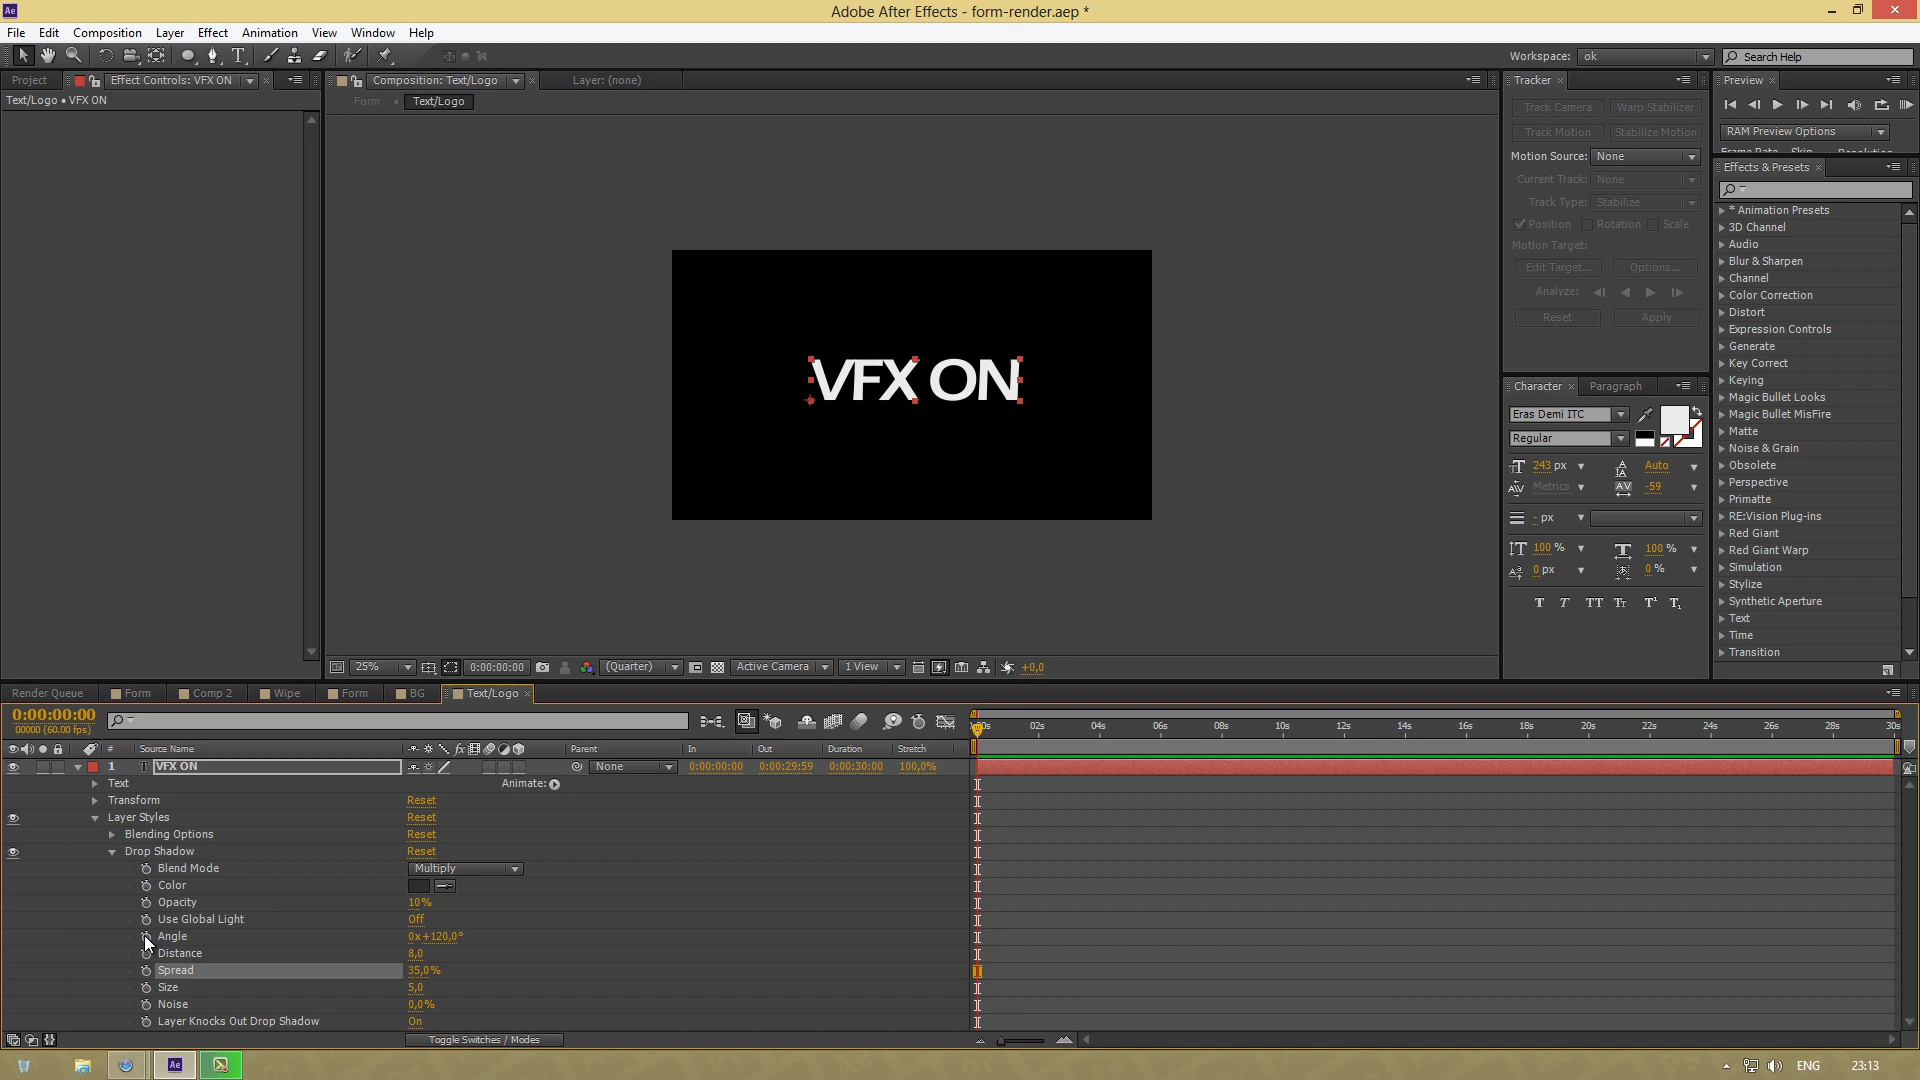 Adobe After Effects - form-render.aep *
File Edit Composition Layer Effect Animation View Window Help
Workspace: ok
Search Help
Project
Effect Controls: VFX ON
Composition: Text/Logo
Layer: (none)
Tracker
Preview
Text/Logo • VFX ON
Form
Text/Logo
Track Camera
Warp Stabilizer
Track Motion
Stabilize Motion
Motion Source: None
Current Track: None
Track Type: Stabilize
Position
Rotation
Scale
Motion Target:
Edit Target...
Options...
Analyze:
Reset
Apply
RAM Preview Options
Frame Rate Skip Resolution
Effects & Presets
* Animation Presets
3D Channel
Audio
Blur & Sharpen
Channel
Color Correction
Distort
Expression Controls
Generate
Key Correct
Keying
Magic Bullet Looks
Magic Bullet MisFire
Matte
Noise & Grain
Obsolete
Perspective
Primatte
RE:Vision Plug-ins
Red Giant
Red Giant Warp
Simulation
Stylize
Synthetic Aperture
Text
Time
Transition
VFX ON
Character
Paragraph
Eras Demi ITC
Regular
243 px
Auto
Metrics
-59
- px
100 %
100 %
0 px
0 %
25%
0:00:00:00
(Quarter)
Active Camera
1 View
+0,0
Render Queue
Form
Comp 2
Wipe
Form
BG
Text/Logo
0:00:00:00
00000 (60.00 fps)
:00s 02s 04s 06s 08s 10s 12s 14s 16s 18s 20s 22s 24s 26s 28s 30s
# Source Name
Parent
In
Out
Duration
Stretch
1 T VFX ON
None
0:00:00:00
0:00:29:59
0:00:30:00
100,0%
Text
Animate:
Transform
Reset
Layer Styles
Reset
Blending Options
Reset
Drop Shadow
Reset
Blend Mode
Multiply
Color
Opacity
10%
Use Global Light
Off
Angle
0x+120,0°
Distance
8,0
Spread
35,0%
Size
5,0
Noise
0,0%
Layer Knocks Out Drop Shadow
On
Toggle Switches / Modes
ENG
23:13